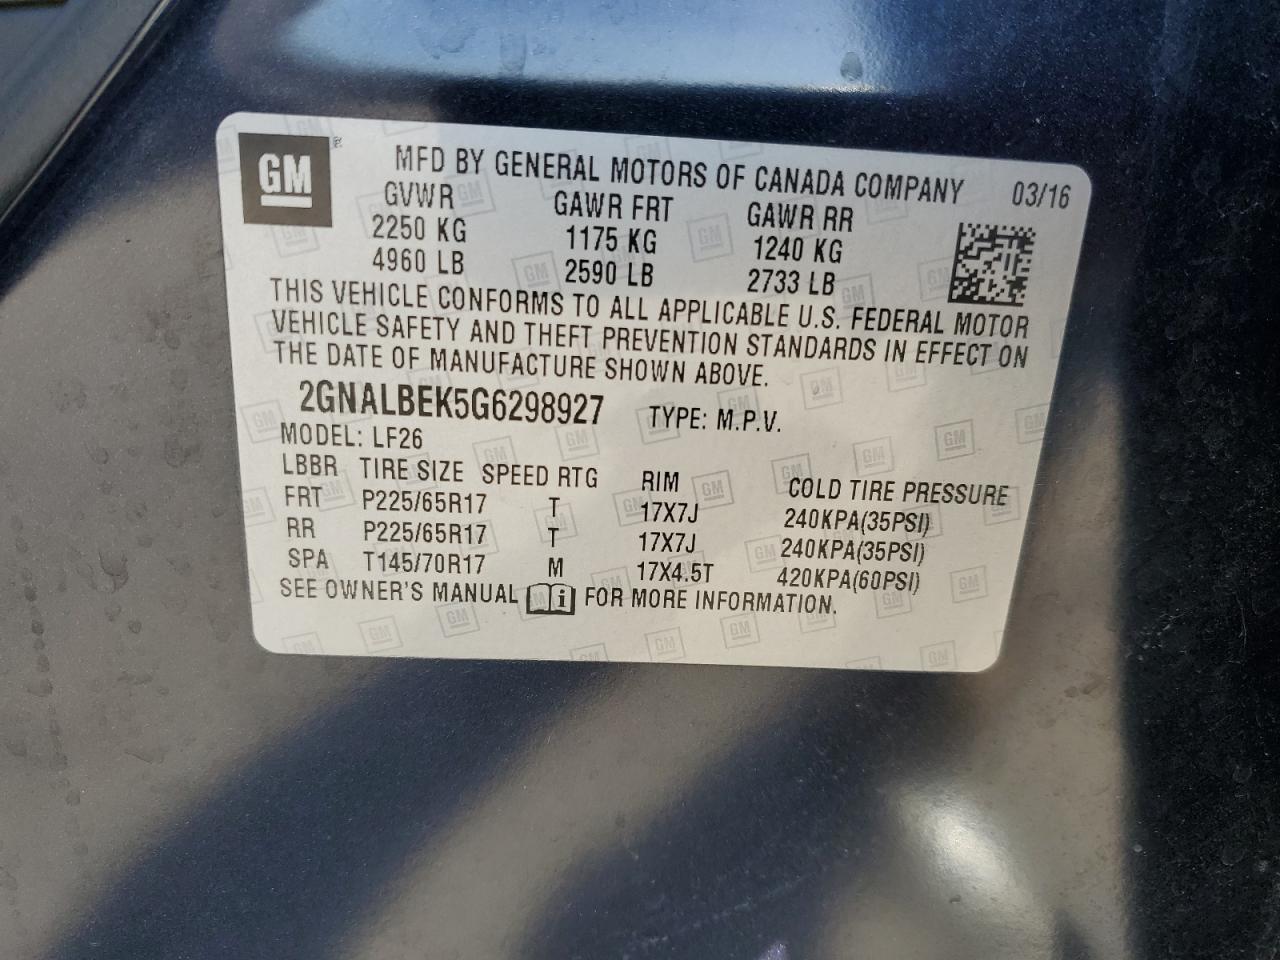 GM ® MFD BY GENERAL MOTORS OF CANADA COMPANY 03/16
GVWR GAWR FRT GAWR RR
2250 KG 1175 KG 1240 KG
4960 LB 2590 LB 2733 LB
THIS VEHICLE CONFORMS TO ALL APPLICABLE U.S. FEDERAL MOTOR
VEHICLE SAFETY AND THEFT PREVENTION STANDARDS IN EFFECT ON
THE DATE OF MANUFACTURE SHOWN ABOVE.
2GNALBEK5G6298927 TYPE: M.P.V.
MODEL: LF26
LBBR TIRE SIZE SPEED RTG RIM COLD TIRE PRESSURE
FRT P225/65R17 T 17X7J 240KPA(35PSI)
RR P225/65R17 T 17X7J 240KPA(35PSI)
SPA T145/70R17 M 17X4.5T 420KPA(60PSI)
SEE OWNER'S MANUAL i FOR MORE INFORMATION.